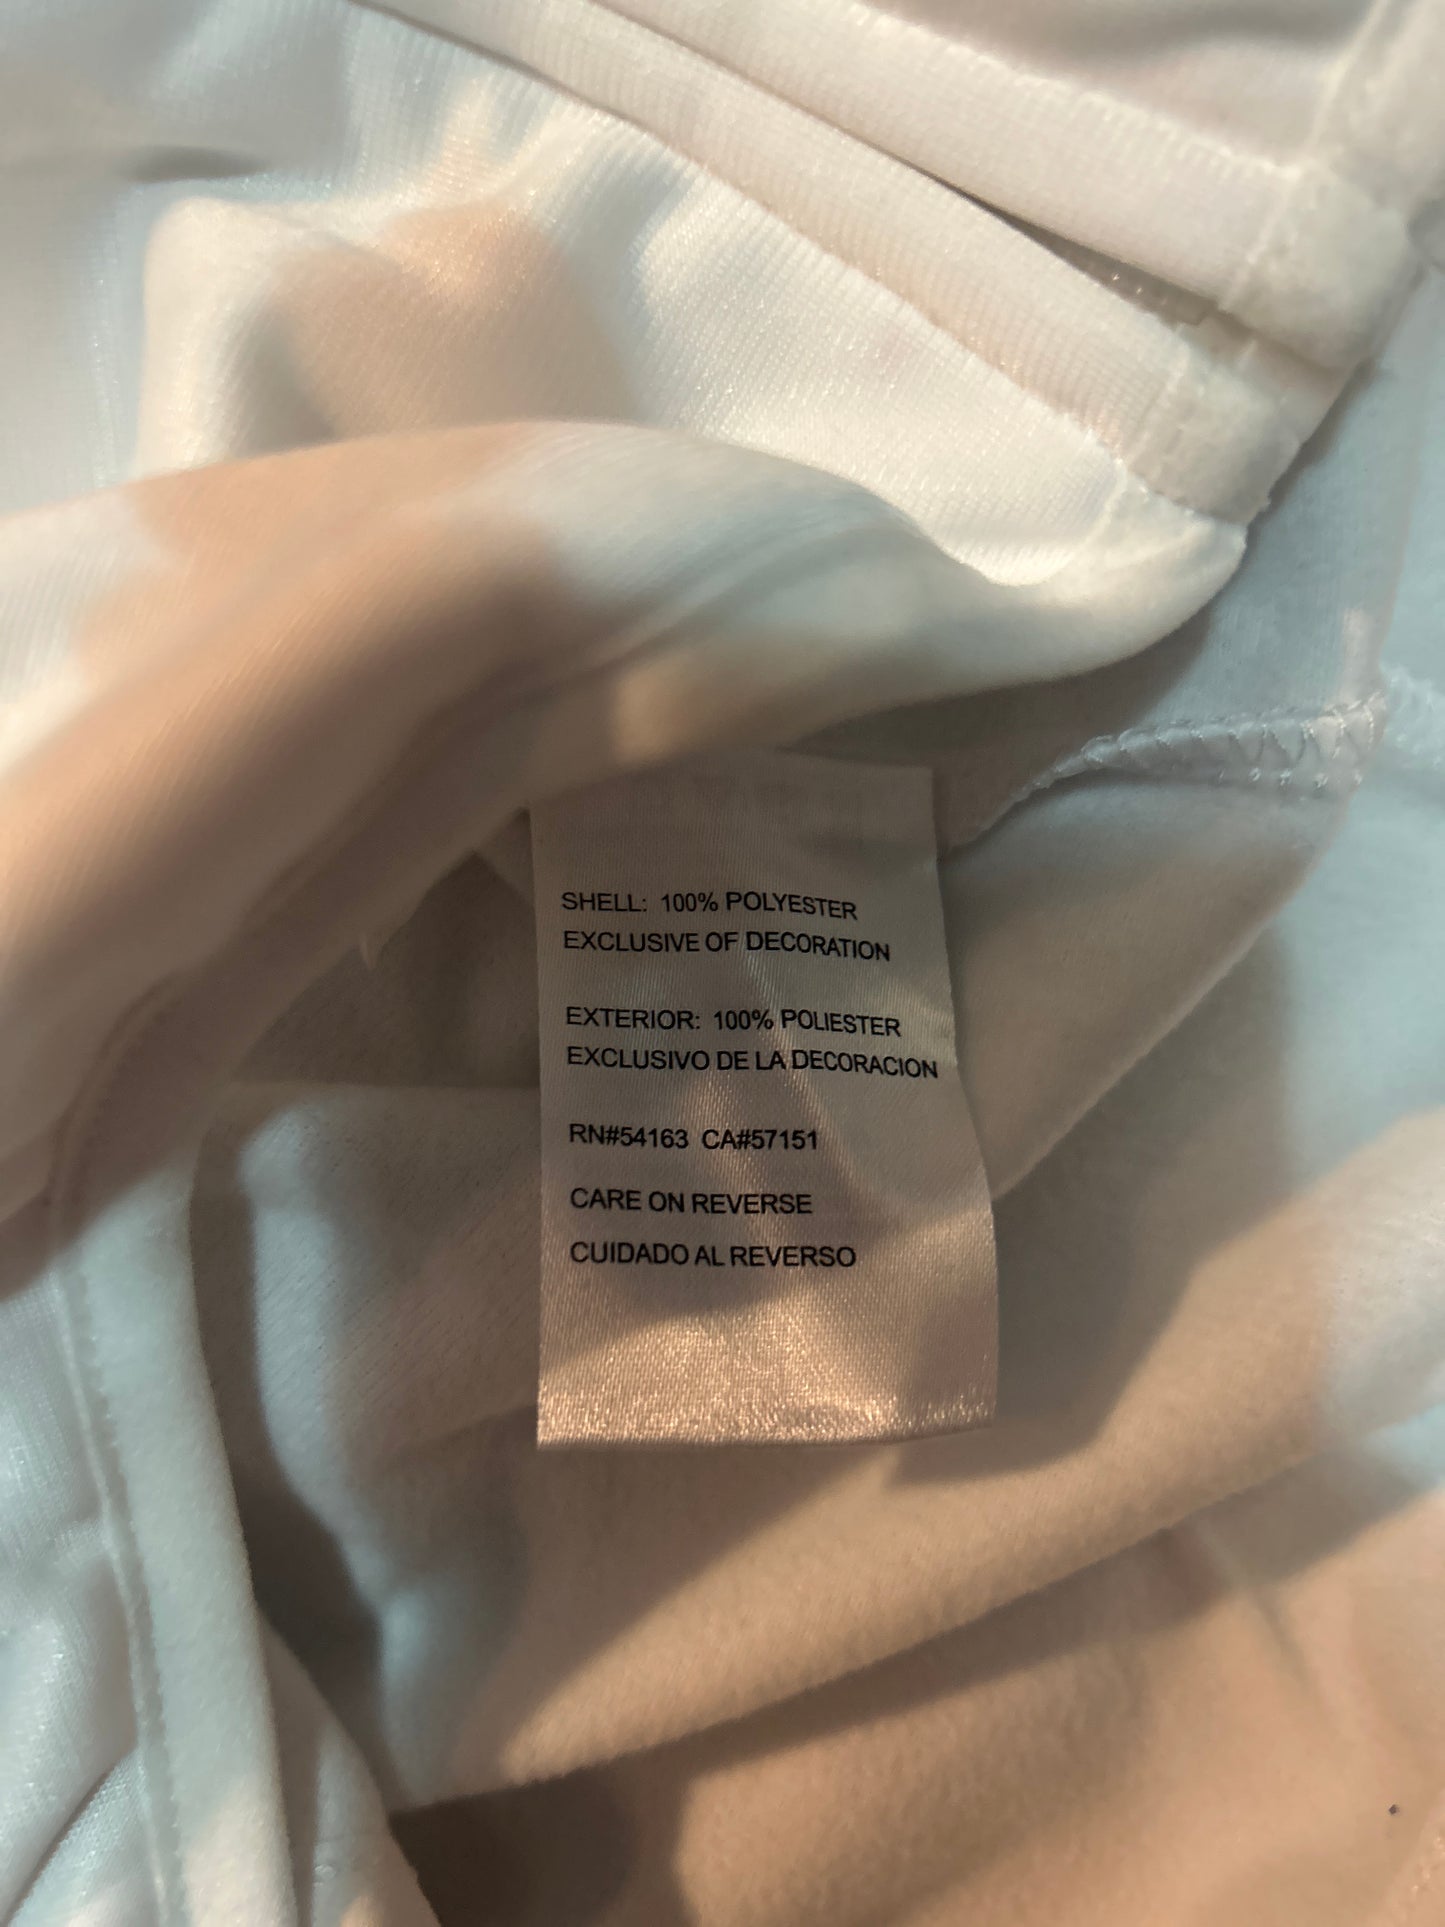 SHELL: 100% POLYESTER
EXCLUSIVE OF DECORATION
EXTERIOR: 100% POLIESTER
EXCLUSIVO DE LA DECORACION
RN#54163 CA#57151
CARE ON REVERSE
CUIDADO AL REVERSO